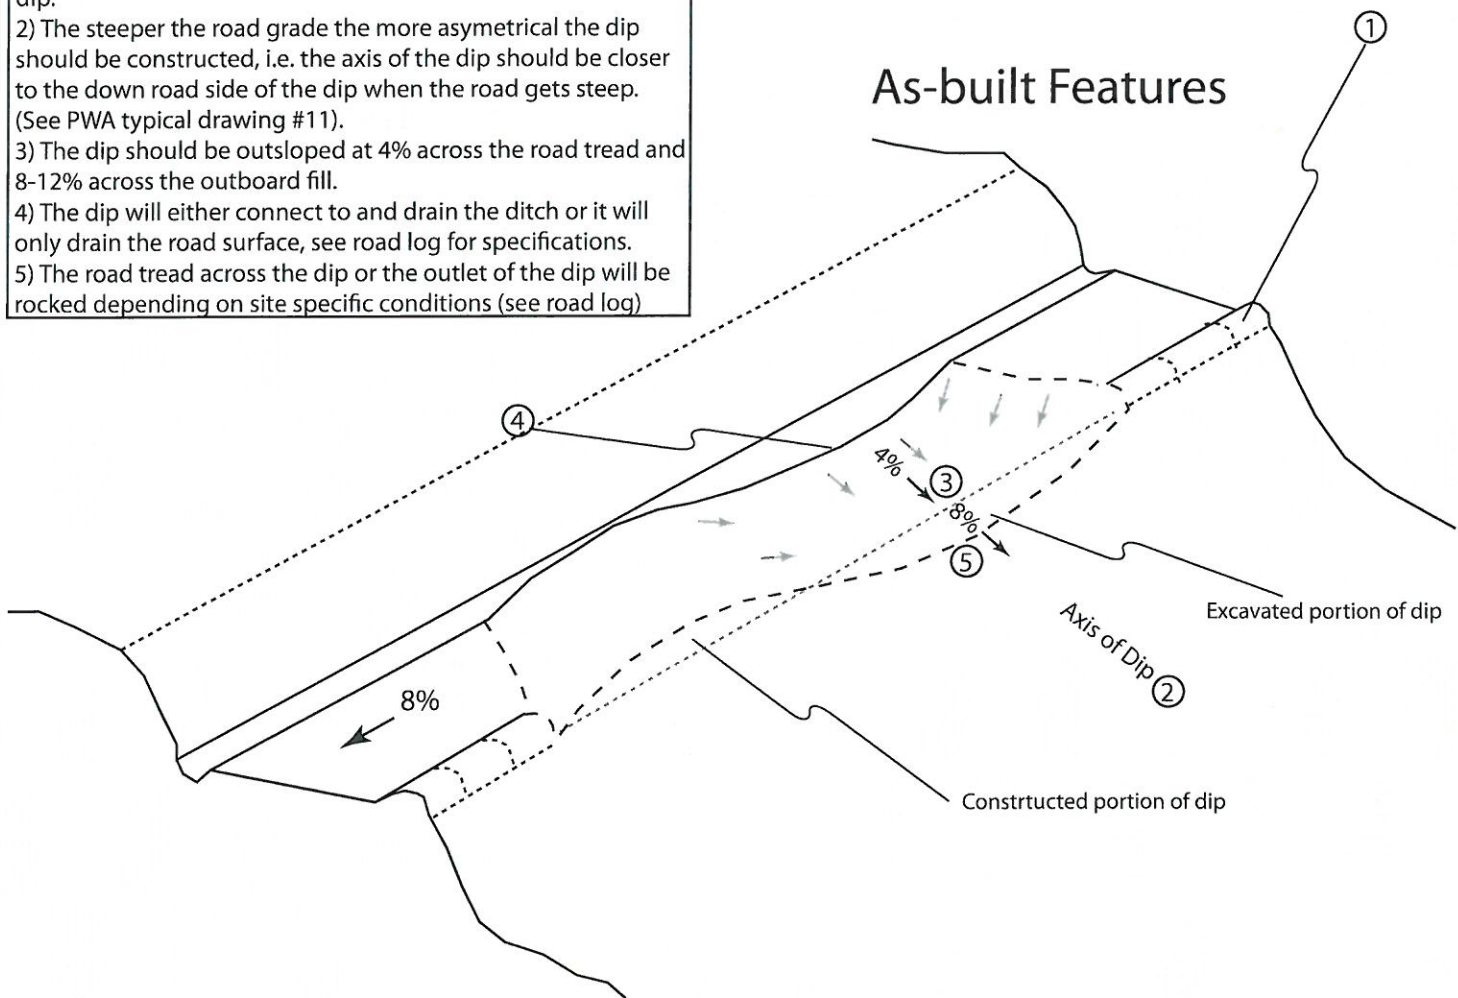 dip.
2) The steeper the road grade the more asymetrical the dip
should be constructed, i.e. the axis of the dip should be closer
to the down road side of the dip when the road gets steep.
(See PWA typical drawing #11).
3) The dip should be outsloped at 4% across the road tread and
8-12% across the outboard fill.
4) The dip will either connect to and drain the ditch or it will
only drain the road surface, see road log for specifications.
5) The road tread across the dip or the outlet of the dip will be
rocked depending on site specific conditions (see road log)
As-built Features
1
4
4%
3
8%
5
Excavated portion of dip
Axis of Dip 2
8%
Constrtucted portion of dip